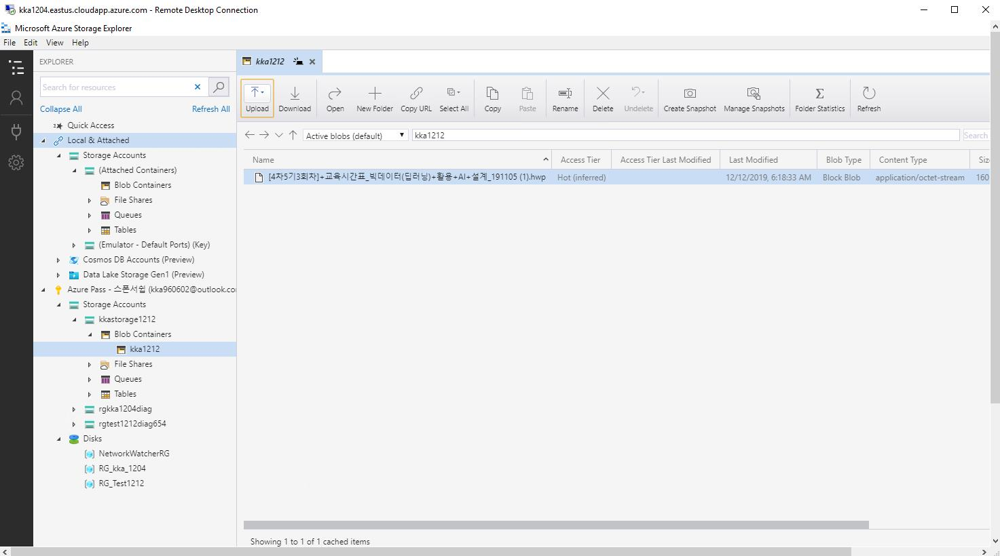 kka1204.eastus.cloudapp.azure.com - Remote Desktop Connection
Microsoft Azure Storage Explorer
File Edit View Help
EXPLORER
Search for resources
Collapse All Refresh All
Quick Access
Local & Attached
Storage Accounts
(Attached Containers)
Blob Containers
File Shares
Queues
Tables
(Emulator - Default Ports) (Key)
Cosmos DB Accounts (Preview)
Data Lake Storage Gen1 (Preview)
Azure Pass - 스폰서쉽 (kka960602@outlook.co
Storage Accounts
kkastorage1212
Blob Containers
kka1212
File Shares
Queues
Tables
rgkka1204diag
rgtest1212diag654
Disks
NetworkWatcherRG
RG_kka_1204
RG_Test1212
kka1212
Upload Download Open New Folder Copy URL Select All Copy Paste Rename Delete Undelete Create Snapshot Manage Snapshots Folder Statistics Refresh
Active blobs (default) kka1212 Search
Name Access Tier Access Tier Last Modified Last Modified Blob Type Content Type Siz
[4차5기3회차]+교육시간표_빅데이터(딥러닝)+활용+AI+설계_191105 (1).hwp Hot (inferred) 12/12/2019, 6:18:33 AM Block Blob application/octet-stream 160
Showing 1 to 1 of 1 cached items